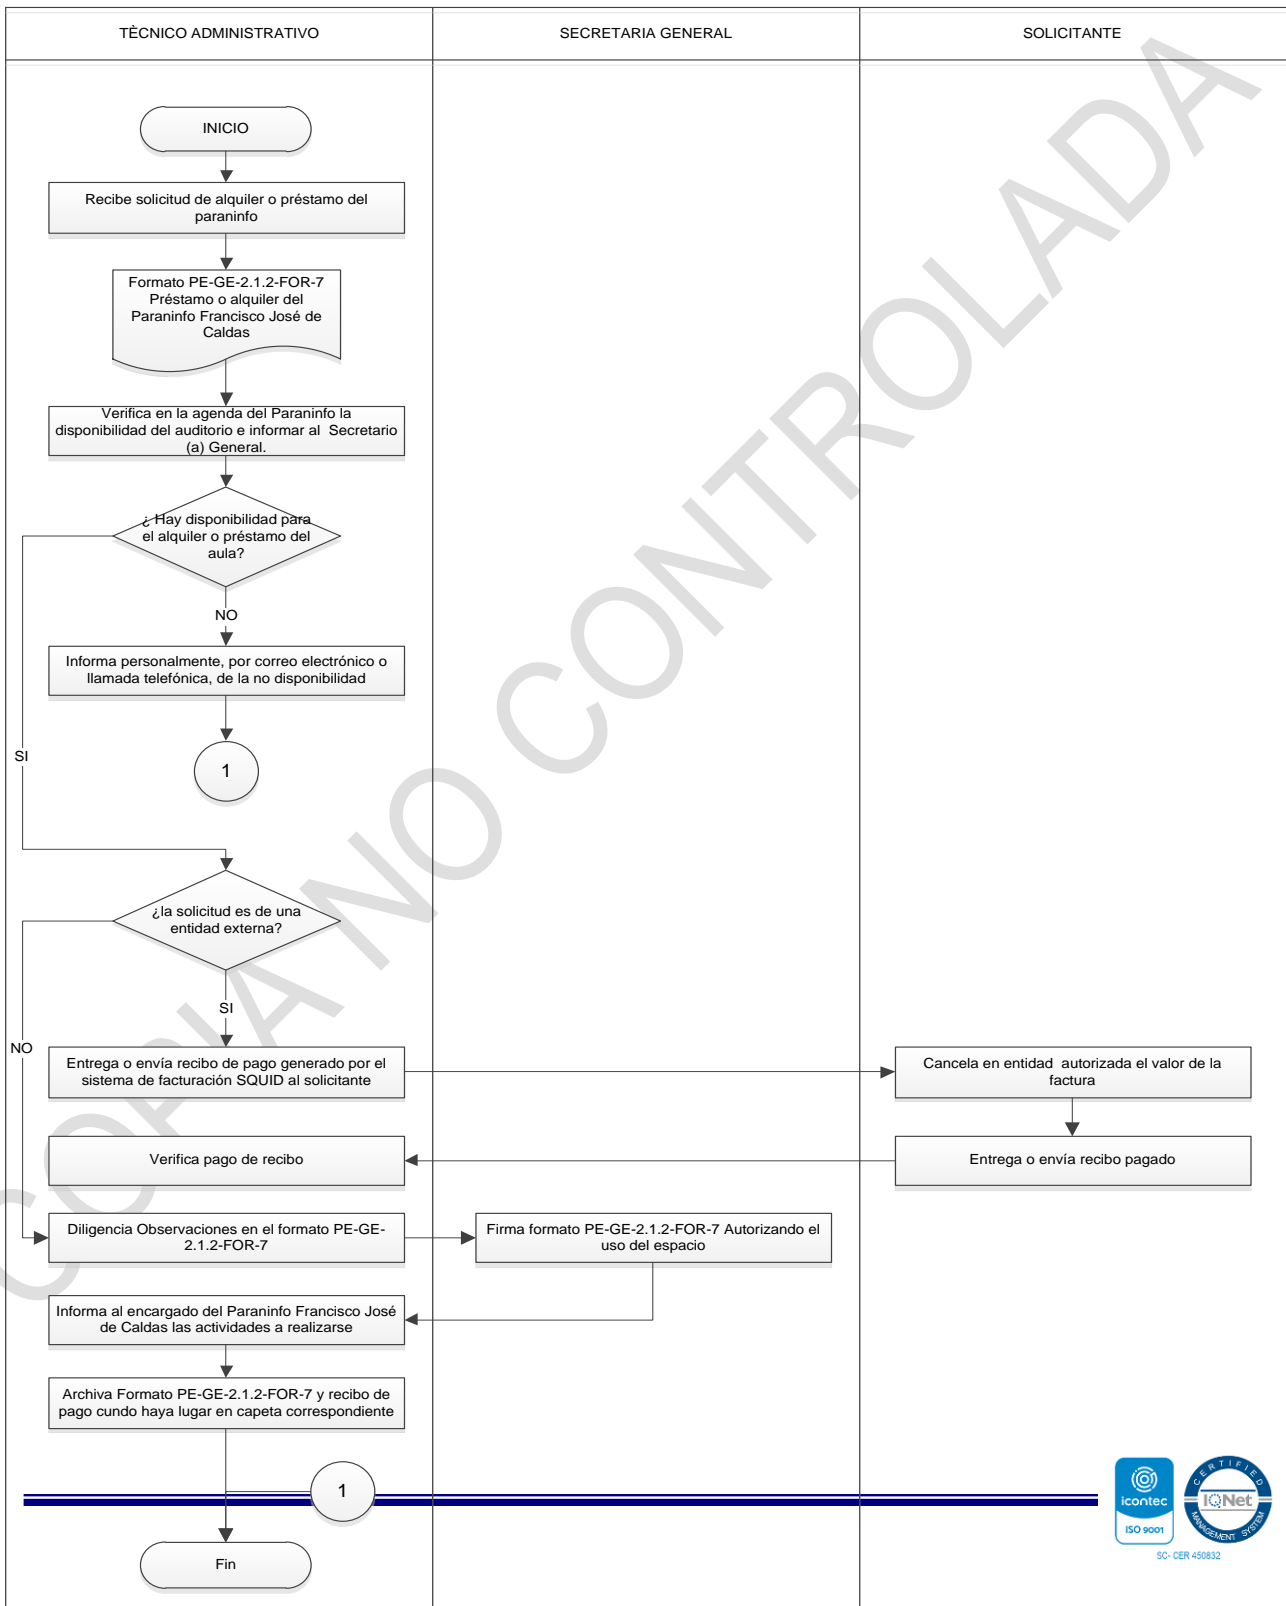 TÈCNICO ADMINISTRATIVO
SECRETARIA GENERAL
SOLICITANTE
INICIO
Recibe solicitud de alquiler o préstamo del
paraninfo
Formato PE-GE-2.1.2-FOR-7
Préstamo o alquiler del
Paraninfo Francisco José de
Caldas
Verifica en la agenda del Paraninfo la
disponibilidad del auditorio e informar al Secretario
(a) General.
¿ Hay disponibilidad para
el alquiler o préstamo del
aula?
NO
Informa personalmente, por correo electrónico o
llamada telefónica, de la no disponibilidad
SI
1
¿la solicitud es de una
entidad externa?
SI
NO
Entrega o envía recibo de pago generado por el
sistema de facturación SQUID al solicitante
Cancela en entidad autorizada el valor de la
factura
Verifica pago de recibo
Entrega o envía recibo pagado
Diligencia Observaciones en el formato PE-GE-
2.1.2-FOR-7
Firma formato PE-GE-2.1.2-FOR-7 Autorizando el
uso del espacio
Informa al encargado del Paraninfo Francisco José
de Caldas las actividades a realizarse
Archiva Formato PE-GE-2.1.2-FOR-7 y recibo de
pago cundo haya lugar en capeta correspondiente
1
Fin
COPIA NO CONTROLADA
icontec
ISO 9001
CERTIFIED
IQNet
MANAGEMENT SYSTEM
SC- CER 450832